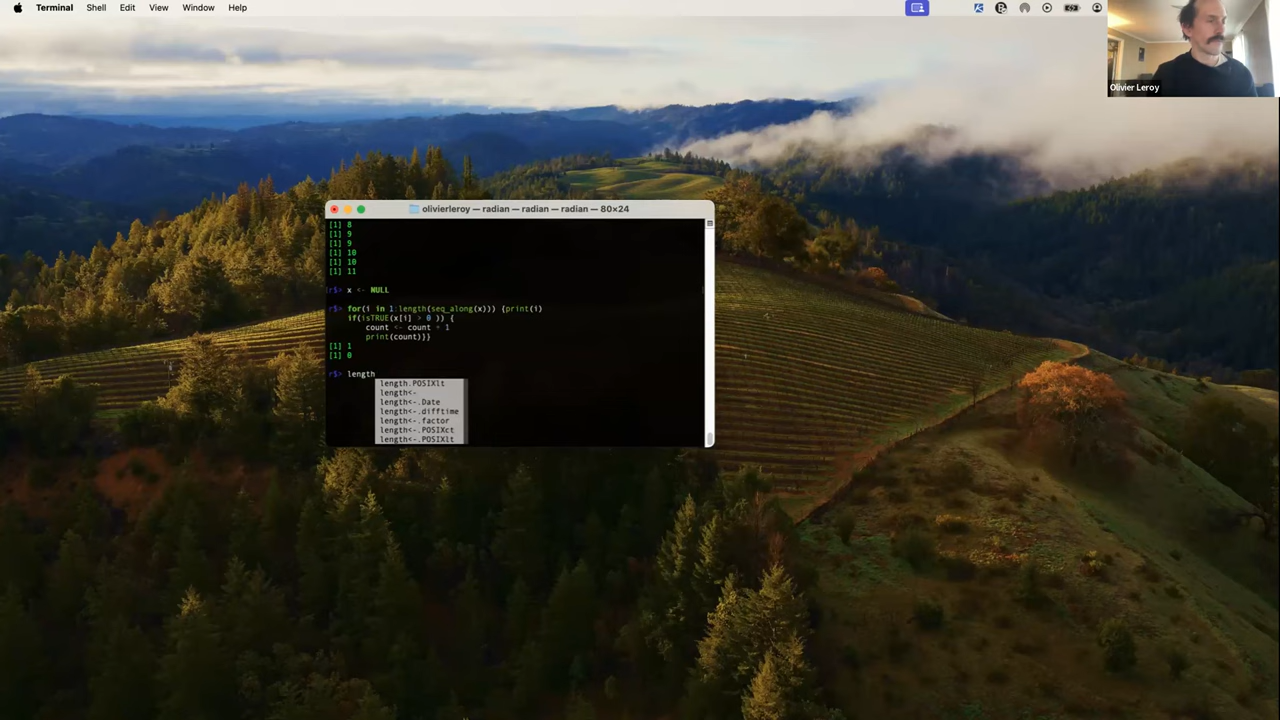 Terminal Shell Edit View Window Help
Olivier Leroy
olivierleroy — radian — radian — radian — 80×24
[1] 8
[1] 9
[1] 9
[1] 10
[1] 10
[1] 11
r$> x <- NULL
r$> for(i in 1:length(seq_along(x))) {print(i)
if(isTRUE(x[i] > 0 )) {
count <- count + 1
print(count)}}
[1] 1
[1] 0
r$> length
length.POSIXlt
length<-
length<-.Date
length<-.difftime
length<-.factor
length<-.POSIXct
length<-.POSIXlt